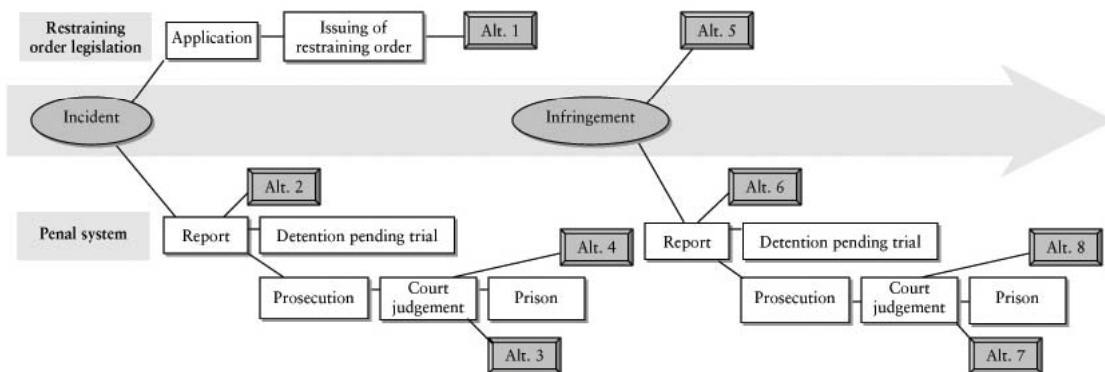 Restraining
order legislation
Application
Issuing of
restraining order
Alt. 1
Alt. 5
Incident
Infringement
Alt. 2
Alt. 6
Penal system
Report
Detention pending trial
Report
Detention pending trial
Alt. 4
Alt. 8
Prosecution
Court
judgement
Prison
Prosecution
Court
judgement
Prison
Alt. 3
Alt. 7